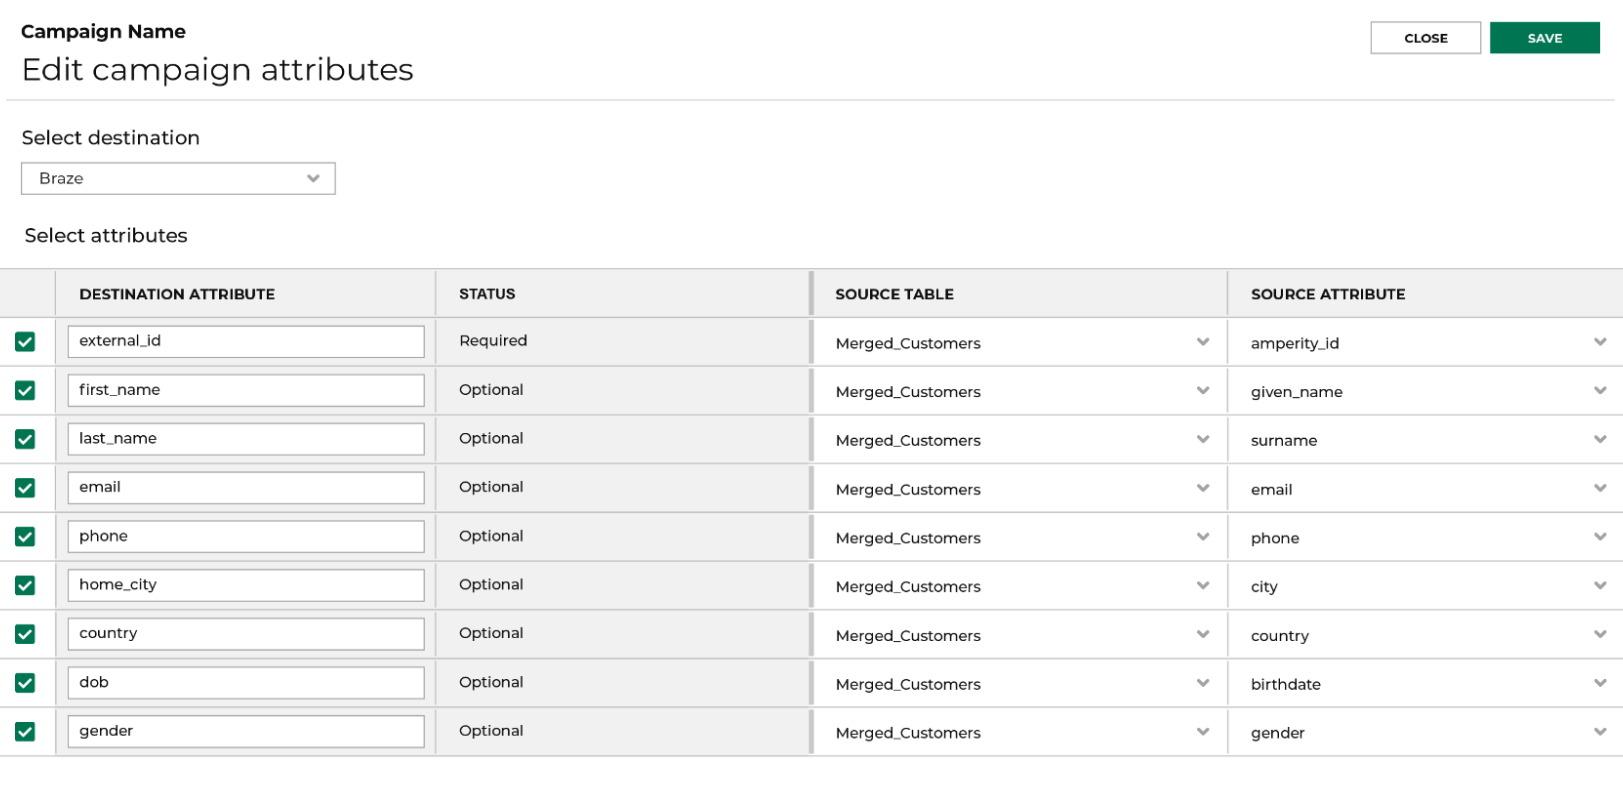 Campaign Name
CLOSE
SAVE
Edit campaign attributes
Select destination
Braze
Select attributes
DESTINATION ATTRIBUTE STATUS SOURCE TABLE SOURCE ATTRIBUTE
external_id Required Merged_Customers amperity_id
first_name Optional Merged_Customers given_name
last_name Optional Merged_Customers surname
email Optional Merged_Customers email
phone Optional Merged_Customers phone
home_city Optional Merged_Customers city
country Optional Merged_Customers country
dob Optional Merged_Customers birthdate
gender Optional Merged_Customers gender